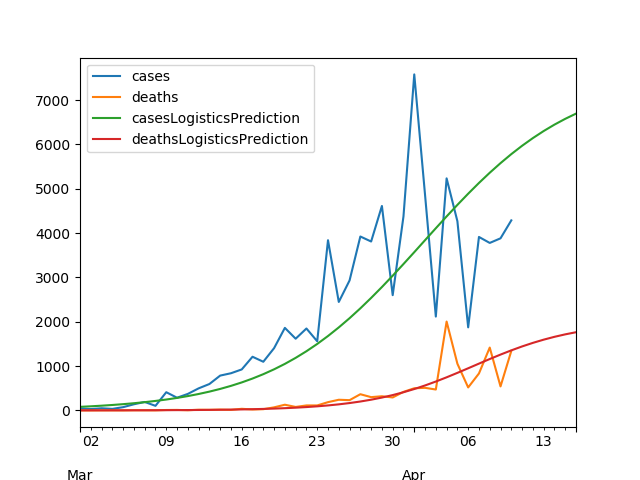 cases
deaths
casesLogisticsPrediction
deathsLogisticsPrediction
7000
6000
5000
4000
3000
2000
1000
0
02 09 16 23 30 06 13
Mar Apr